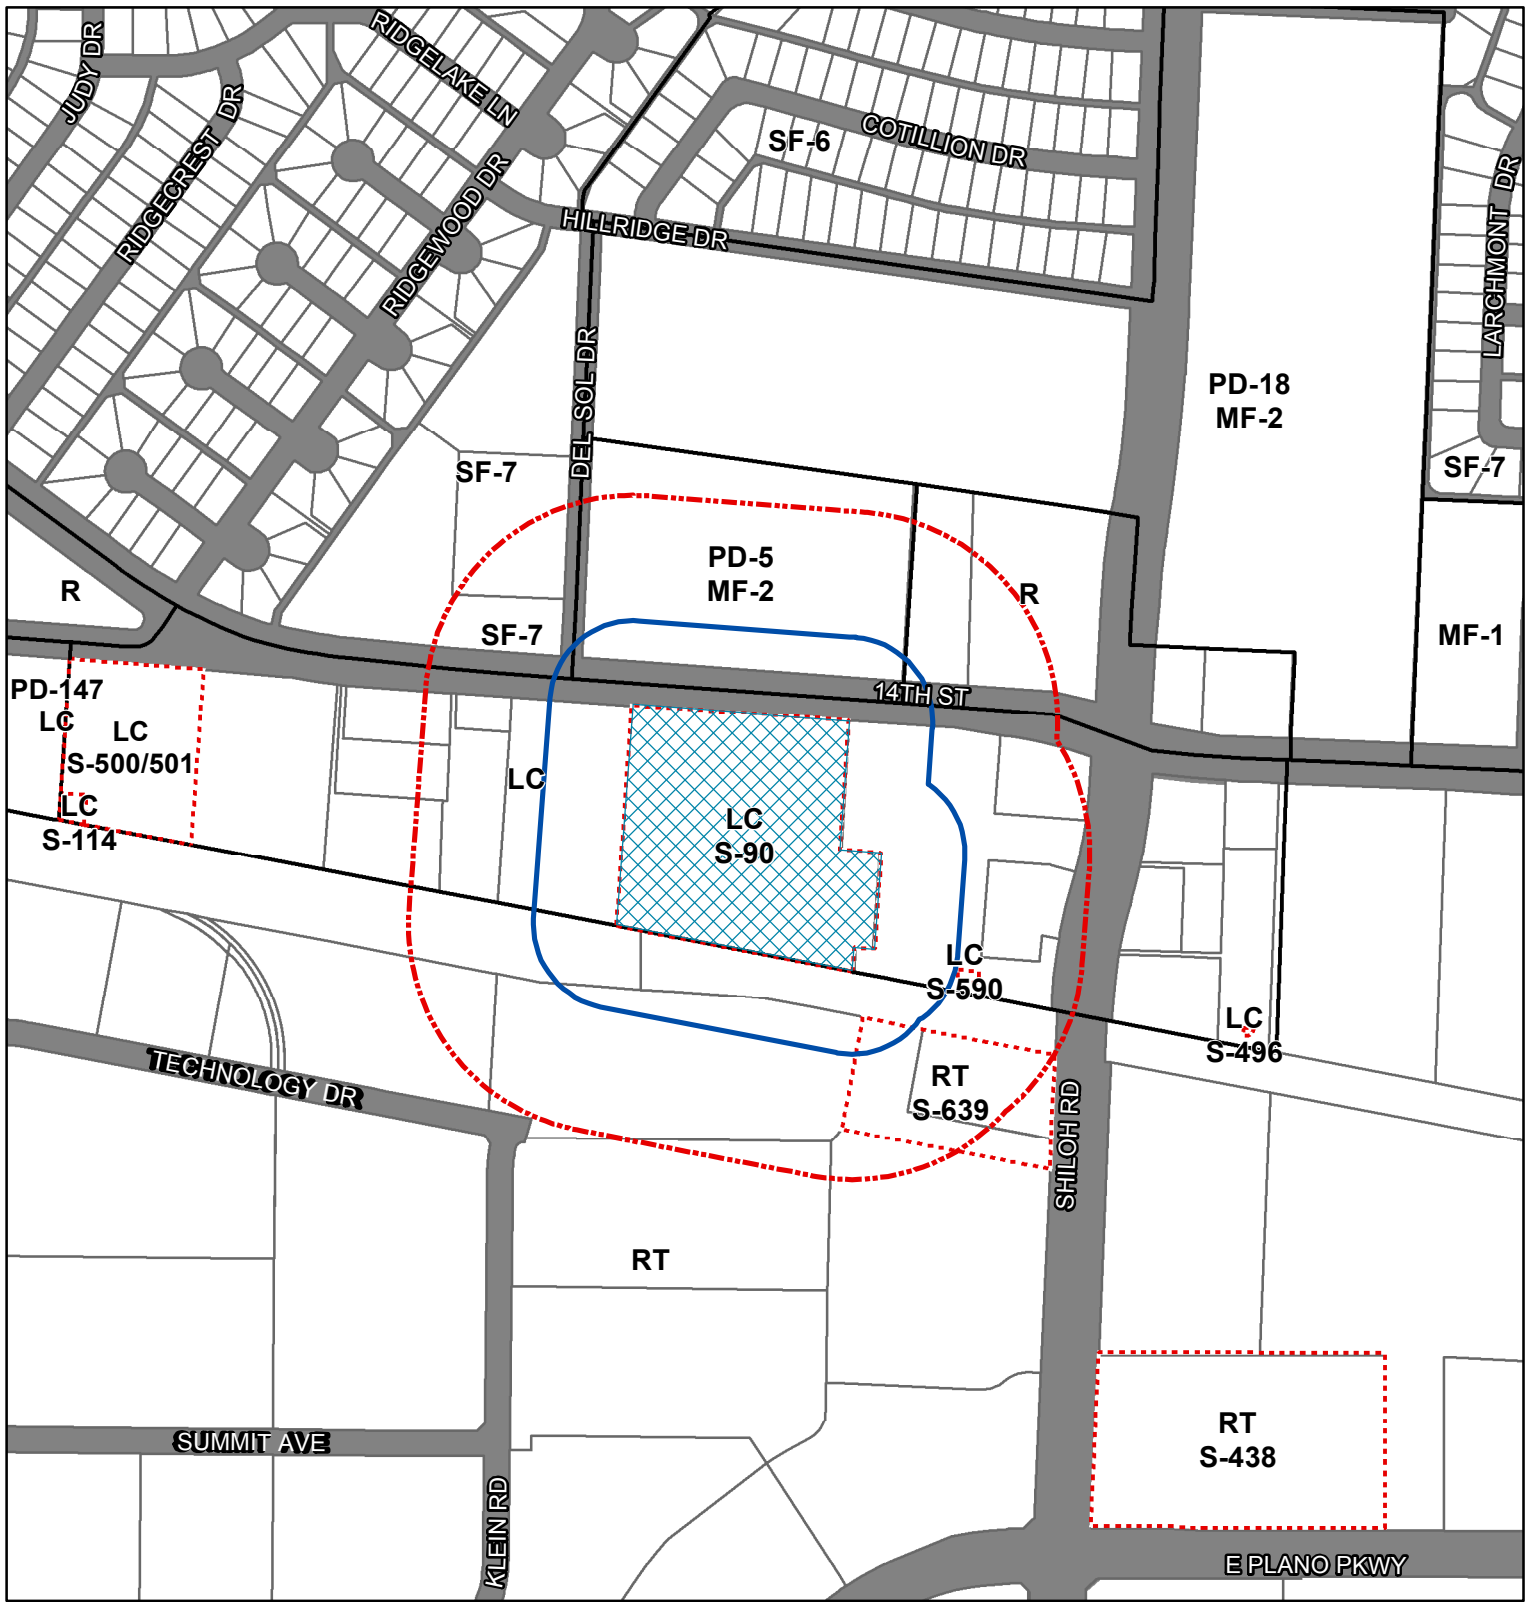 JUDY DR
RIDGELAKE LN
RIDGECREST DR
RIDGEWOOD DR
SF-6
COTILLION DR
HILLRIDGE DR
LARCHMONT DR
DEL SOL DR
PD-18
MF-2
SF-7
SF-7
PD-5
MF-2
R
R
SF-7
MF-1
14TH ST
PD-147
LC
LC
S-500/501
LC
S-114
LC
LC
S-90
LC
S-590
LC
S-496
TECHNOLOGY DR
RT
S-639
SHILOH RD
RT
RT
S-438
SUMMIT AVE
KLEIN RD
E PLANO PKWY